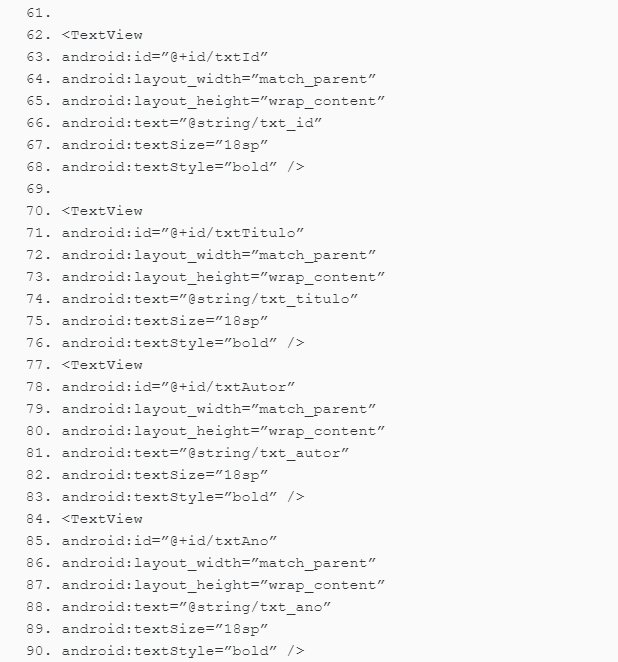 61.
62. <TextView
63. android:id=”@+id/txtId”
64. android:layout_width=”match_parent”
65. android:layout_height=”wrap_content”
66. android:text=”@string/txt_id”
67. android:textSize=”18sp”
68. android:textStyle=”bold” />
69.
70. <TextView
71. android:id=”@+id/txtTitulo”
72. android:layout_width=”match_parent”
73. android:layout_height=”wrap_content”
74. android:text=”@string/txt_titulo”
75. android:textSize=”18sp”
76. android:textStyle=”bold” />
77. <TextView
78. android:id=”@+id/txtAutor”
79. android:layout_width=”match_parent”
80. android:layout_height=”wrap_content”
81. android:text=”@string/txt_autor”
82. android:textSize=”18sp”
83. android:textStyle=”bold” />
84. <TextView
85. android:id=”@+id/txtAno”
86. android:layout_width=”match_parent”
87. android:layout_height=”wrap_content”
88. android:text=”@string/txt_ano”
89. android:textSize=”18sp”
90. android:textStyle=”bold” />